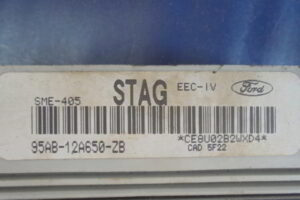 SME-405 STAG EEC-IV Ford
95AB-12A650-ZB *CE8U02B2WXD4*
CAD 5F22